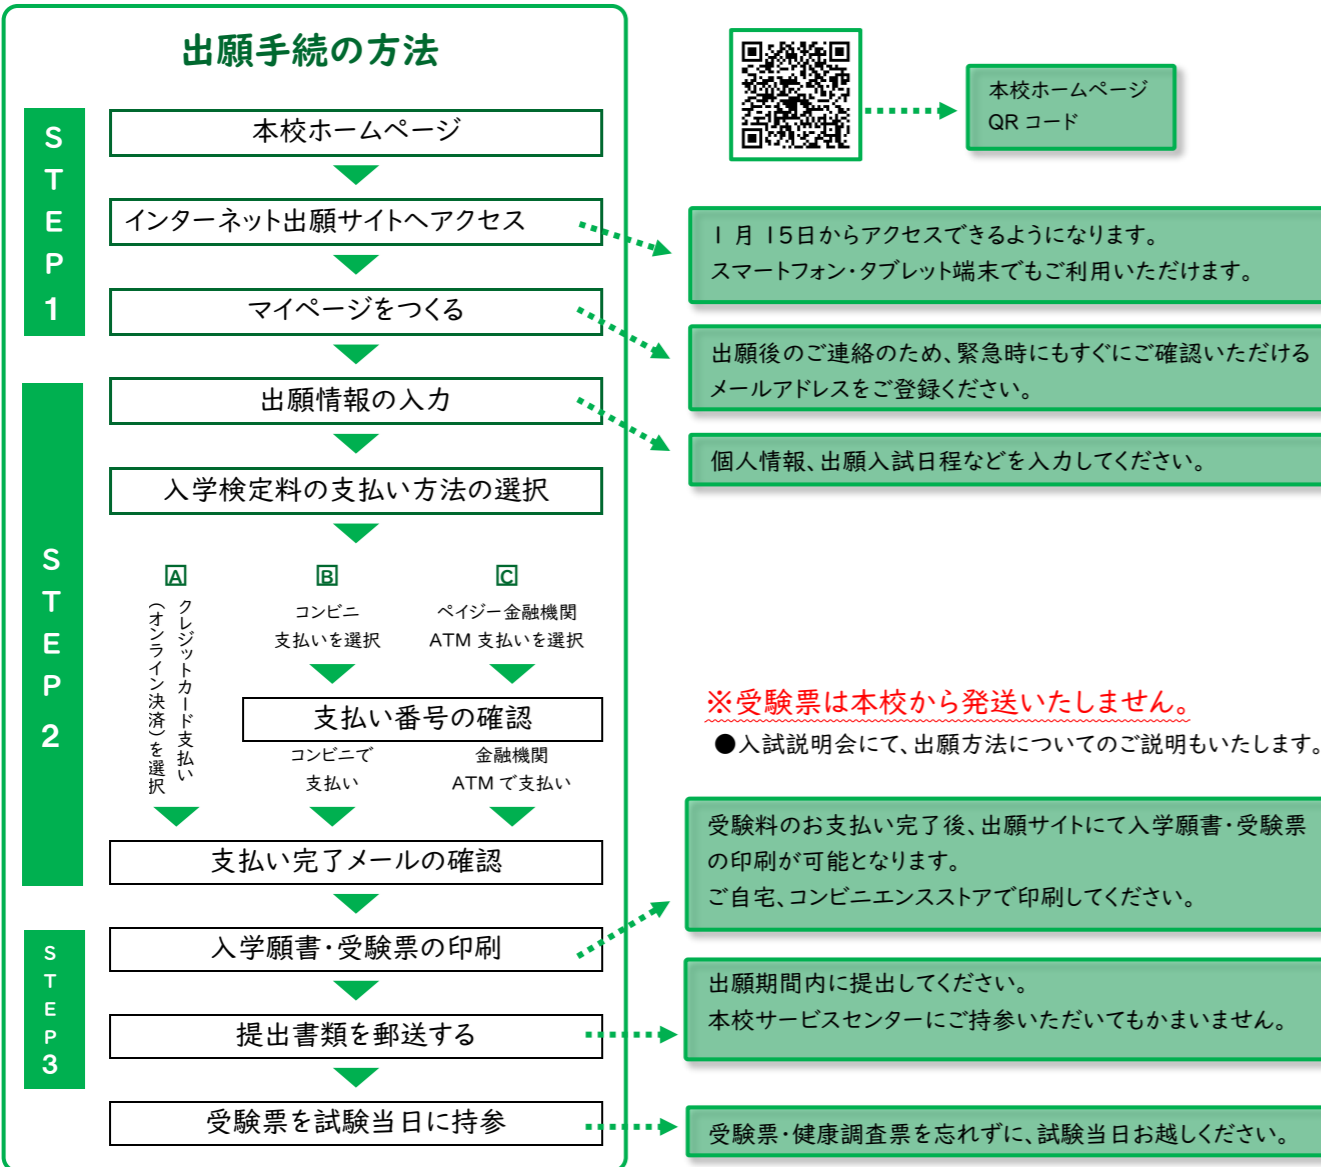 出願手続の方法
STEP1
本校ホームページ
インターネット出願サイトへアクセス
マイページをつくる
STEP2
出願情報の入力
入学検定料の支払い方法の選択
A
クレジットカード支払い
（オンライン決済）を選択
B
コンビニ
支払いを選択
C
ペイジー金融機関
ATM 支払いを選択
支払い番号の確認
コンビニで
支払い
金融機関
ATM で支払い
支払い完了メールの確認
STEP3
入学願書・受験票の印刷
提出書類を郵送する
受験票を試験当日に持参
本校ホームページ
QR コード
1 月 15日からアクセスできるようになります。
スマートフォン・タブレット端末でもご利用いただけます。
出願後のご連絡のため、緊急時にもすぐにご確認いただける
メールアドレスをご登録ください。
個人情報、出願入試日程などを入力してください。
※受験票は本校から発送いたしません。
●入試説明会にて、出願方法についてのご説明もいたします。
受験料のお支払い完了後、出願サイトにて入学願書・受験票
の印刷が可能となります。
ご自宅、コンビニエンスストアで印刷してください。
出願期間内に提出してください。
本校サービスセンターにご持参いただいてもかまいません。
受験票・健康調査票を忘れずに、試験当日お越しください。